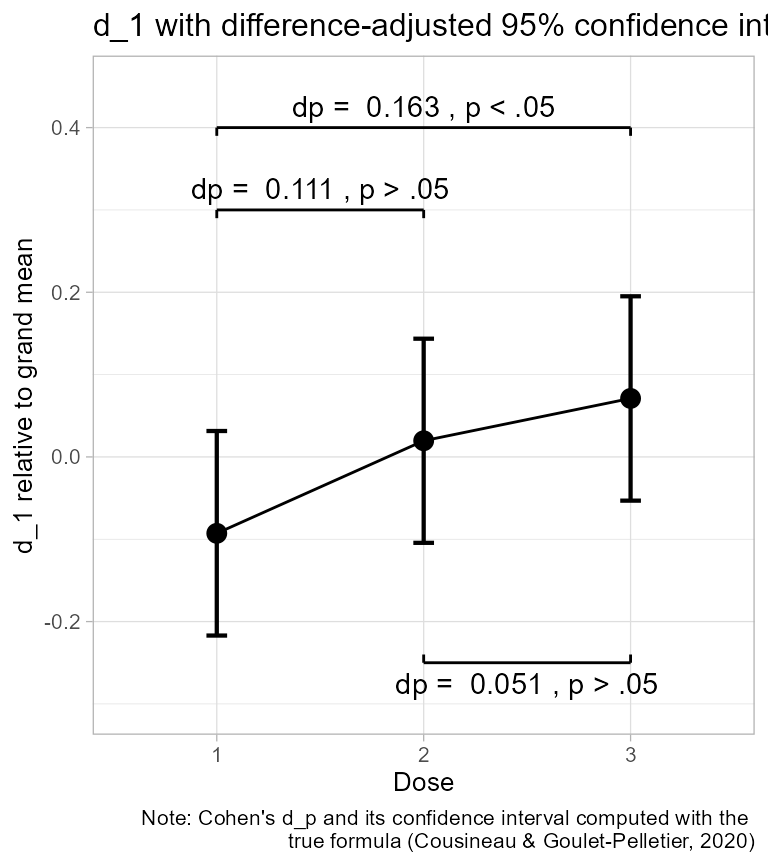 d_1 with difference-adjusted 95% confidence int
dp =  0.163 , p < .05
0.4
dp =  0.111 , p > .05
0.2
d_1 relative to grand mean
0.0
-0.2
dp =  0.051 , p > .05
1 2 3
Dose
Note: Cohen's d_p and its confidence interval computed with the
true formula (Cousineau & Goulet-Pelletier, 2020)